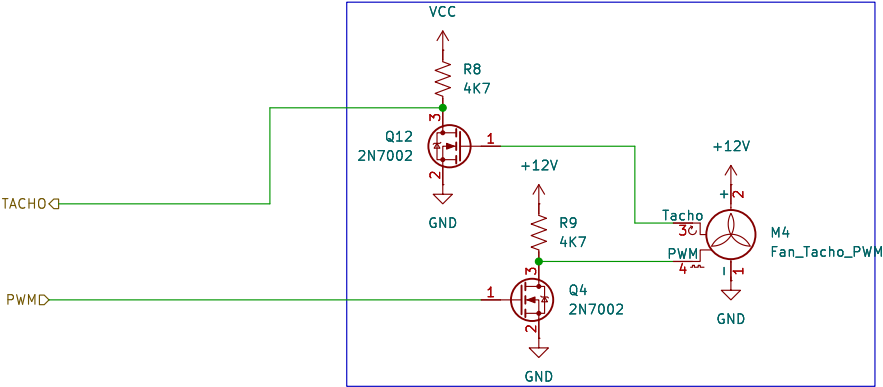 VCC
R8
4K7
3
Q12
2N7002
1
2
GND
+12V
+12V
+
2
R9
4K7
Tacho
3
M4
Fan_Tacho_PWM
PWM
4
-
1
GND
TACHO
3
Q4
2N7002
PWM
1
2
GND